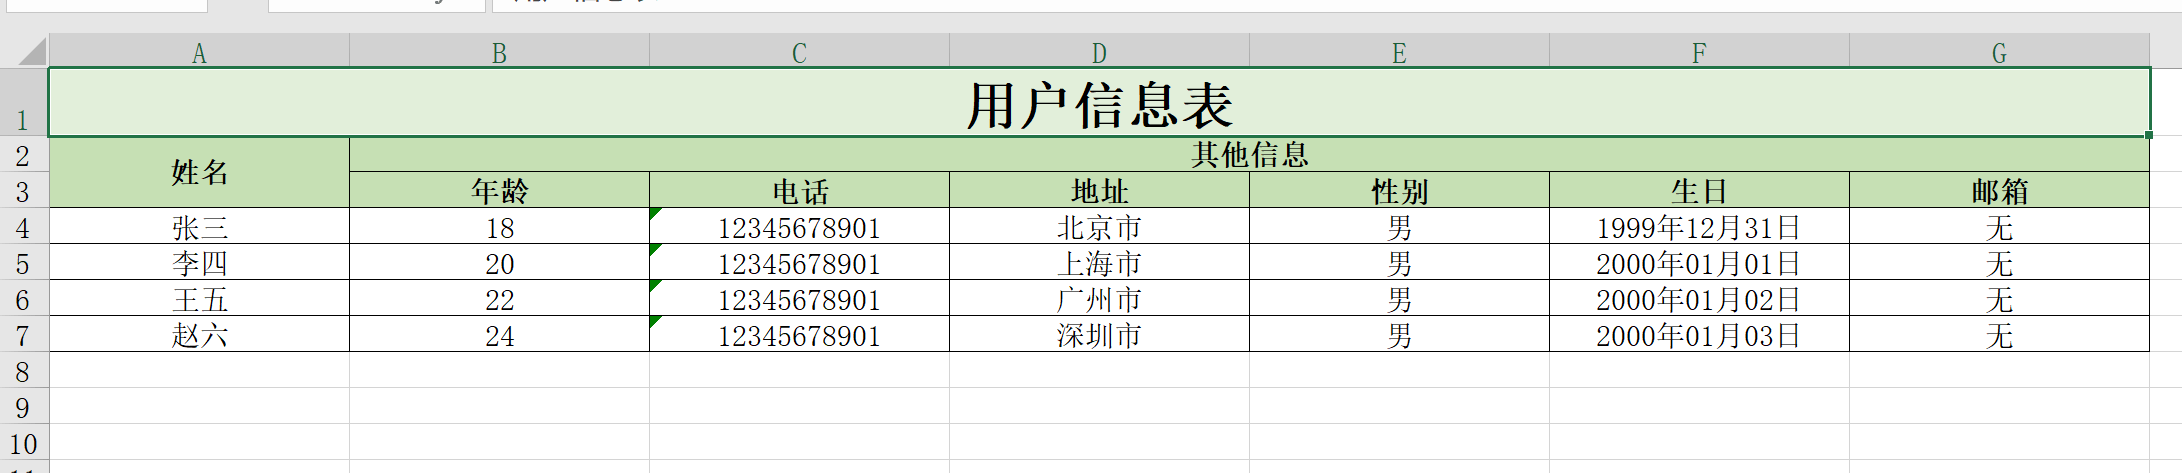 A B C D E F G
1 用户信息表
2 姓名 其他信息
3 年龄 电话 地址 性别 生日 邮箱
4 张三 18 12345678901 北京市 男 1999年12月31日 无
5 李四 20 12345678901 上海市 男 2000年01月01日 无
6 王五 22 12345678901 广州市 男 2000年01月02日 无
7 赵六 24 12345678901 深圳市 男 2000年01月03日 无
8
9
10